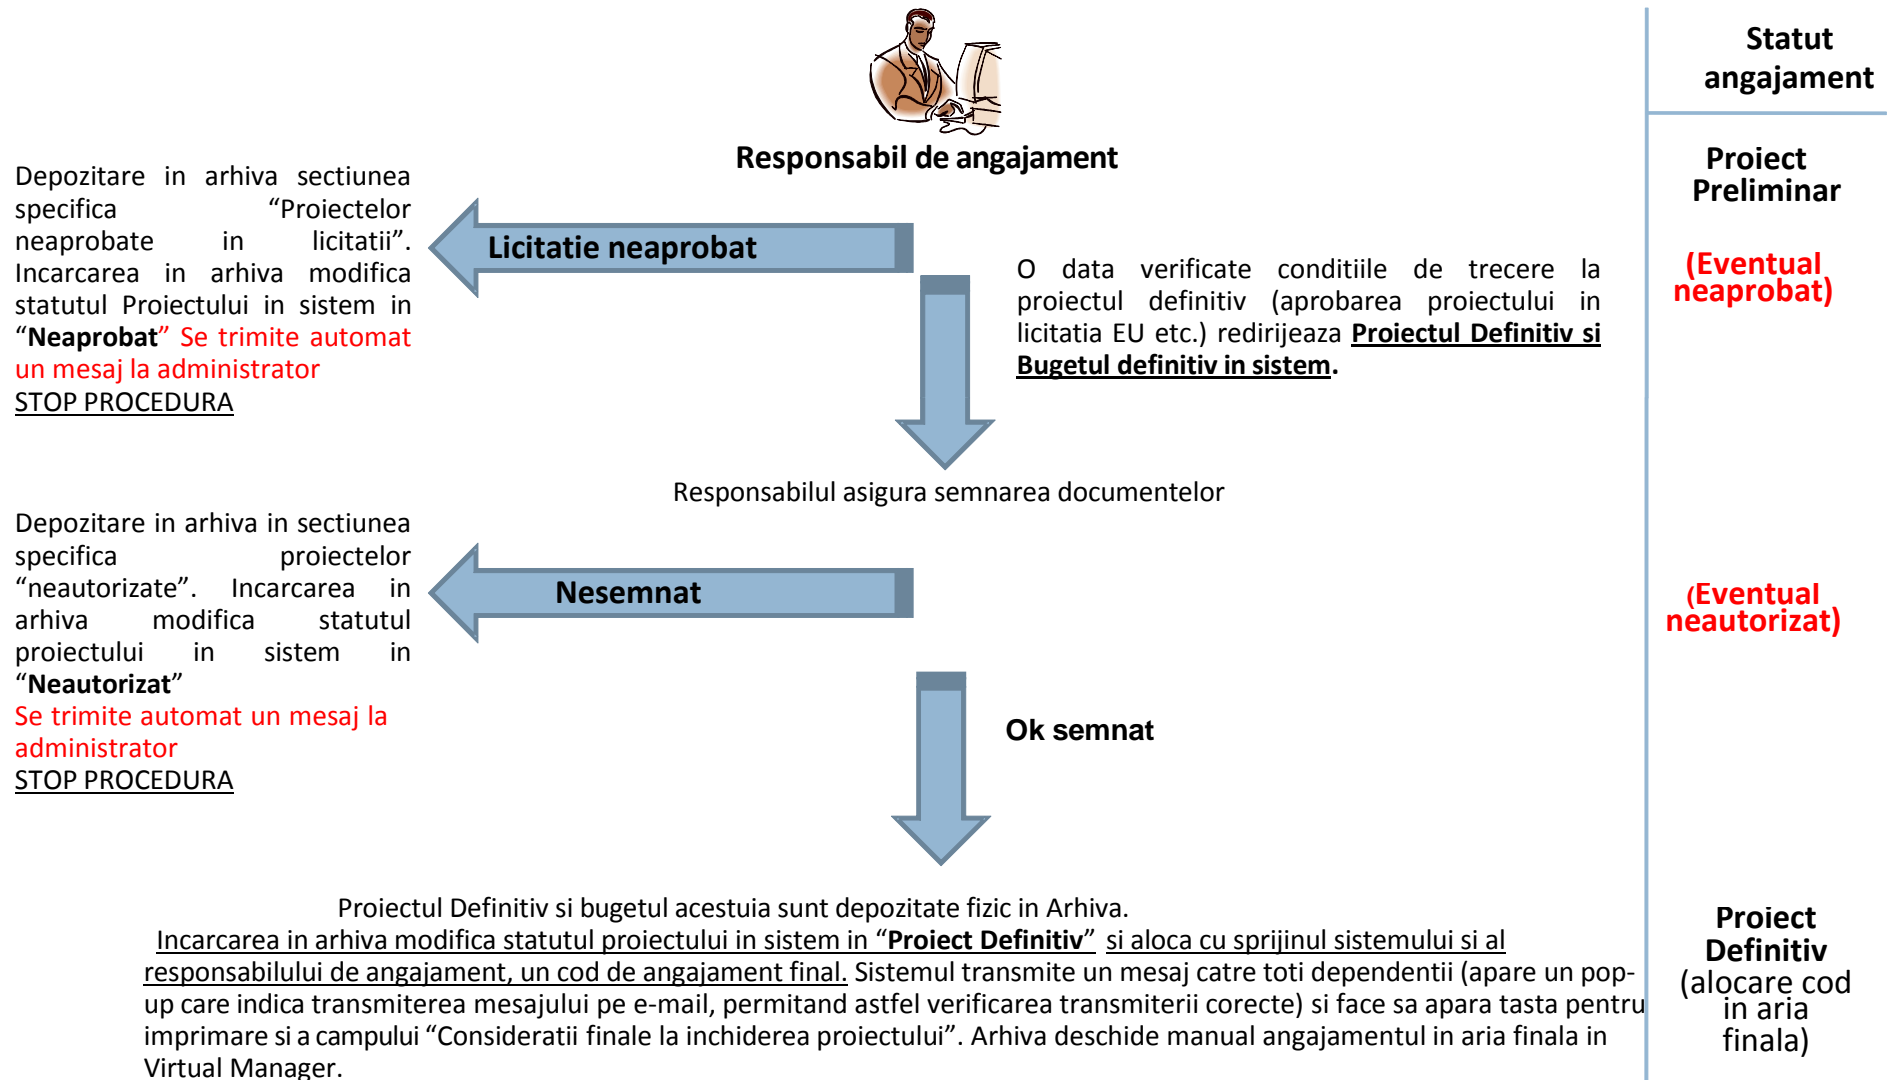 Statut
angajament
Responsabil de angajament
Proiect
Preliminar
Depozitare in arhiva sectiunea
specifica “Proiectelor
neaprobate in licitatii”.
Incarcarea in arhiva modifica
statutul Proiectului in sistem in
“Neaprobat” Se trimite automat
un mesaj la administrator
STOP PROCEDURA
Licitatie neaprobat
O data verificate conditiile de trecere la
proiectul definitiv (aprobarea proiectului in
licitatia EU etc.) redirijeaza Proiectul Definitiv si
Bugetul definitiv in sistem.
(Eventual
neaprobat)
Responsabilul asigura semnarea documentelor
Depozitare in arhiva in sectiunea
specifica proiectelor
“neautorizate”. Incarcarea in
arhiva modifica statutul
proiectului in sistem in
“Neautorizat”
Se trimite automat un mesaj la
administrator
STOP PROCEDURA
Nesemnat
(Eventual
neautorizat)
Ok semnat
Proiectul Definitiv si bugetul acestuia sunt depozitate fizic in Arhiva.
Incarcarea in arhiva modifica statutul proiectului in sistem in “Proiect Definitiv” si aloca cu sprijinul sistemului si al
responsabilului de angajament, un cod de angajament final. Sistemul transmite un mesaj catre toti dependentii (apare un pop-
up care indica transmiterea mesajului pe e-mail, permitand astfel verificarea transmiterii corecte) si face sa apara tasta pentru
imprimare si a campului “Consideratii finale la inchiderea proiectului”. Arhiva deschide manual angajamentul in aria finala in
Virtual Manager.
Proiect
Definitiv
(alocare cod
in aria
finala)